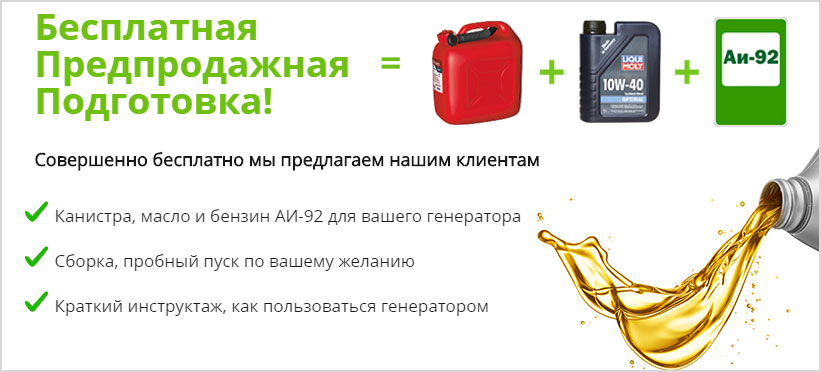 Бесплатная
Предпродажная
Подготовка!
= + +
LIQUI
MOLY
10W-40
OPTIMAL
Аи-92
Совершенно бесплатно мы предлагаем нашим клиентам
Канистра, масло и бензин АИ-92 для вашего генератора
Сборка, пробный пуск по вашему желанию
Краткий инструктаж, как пользоваться генератором